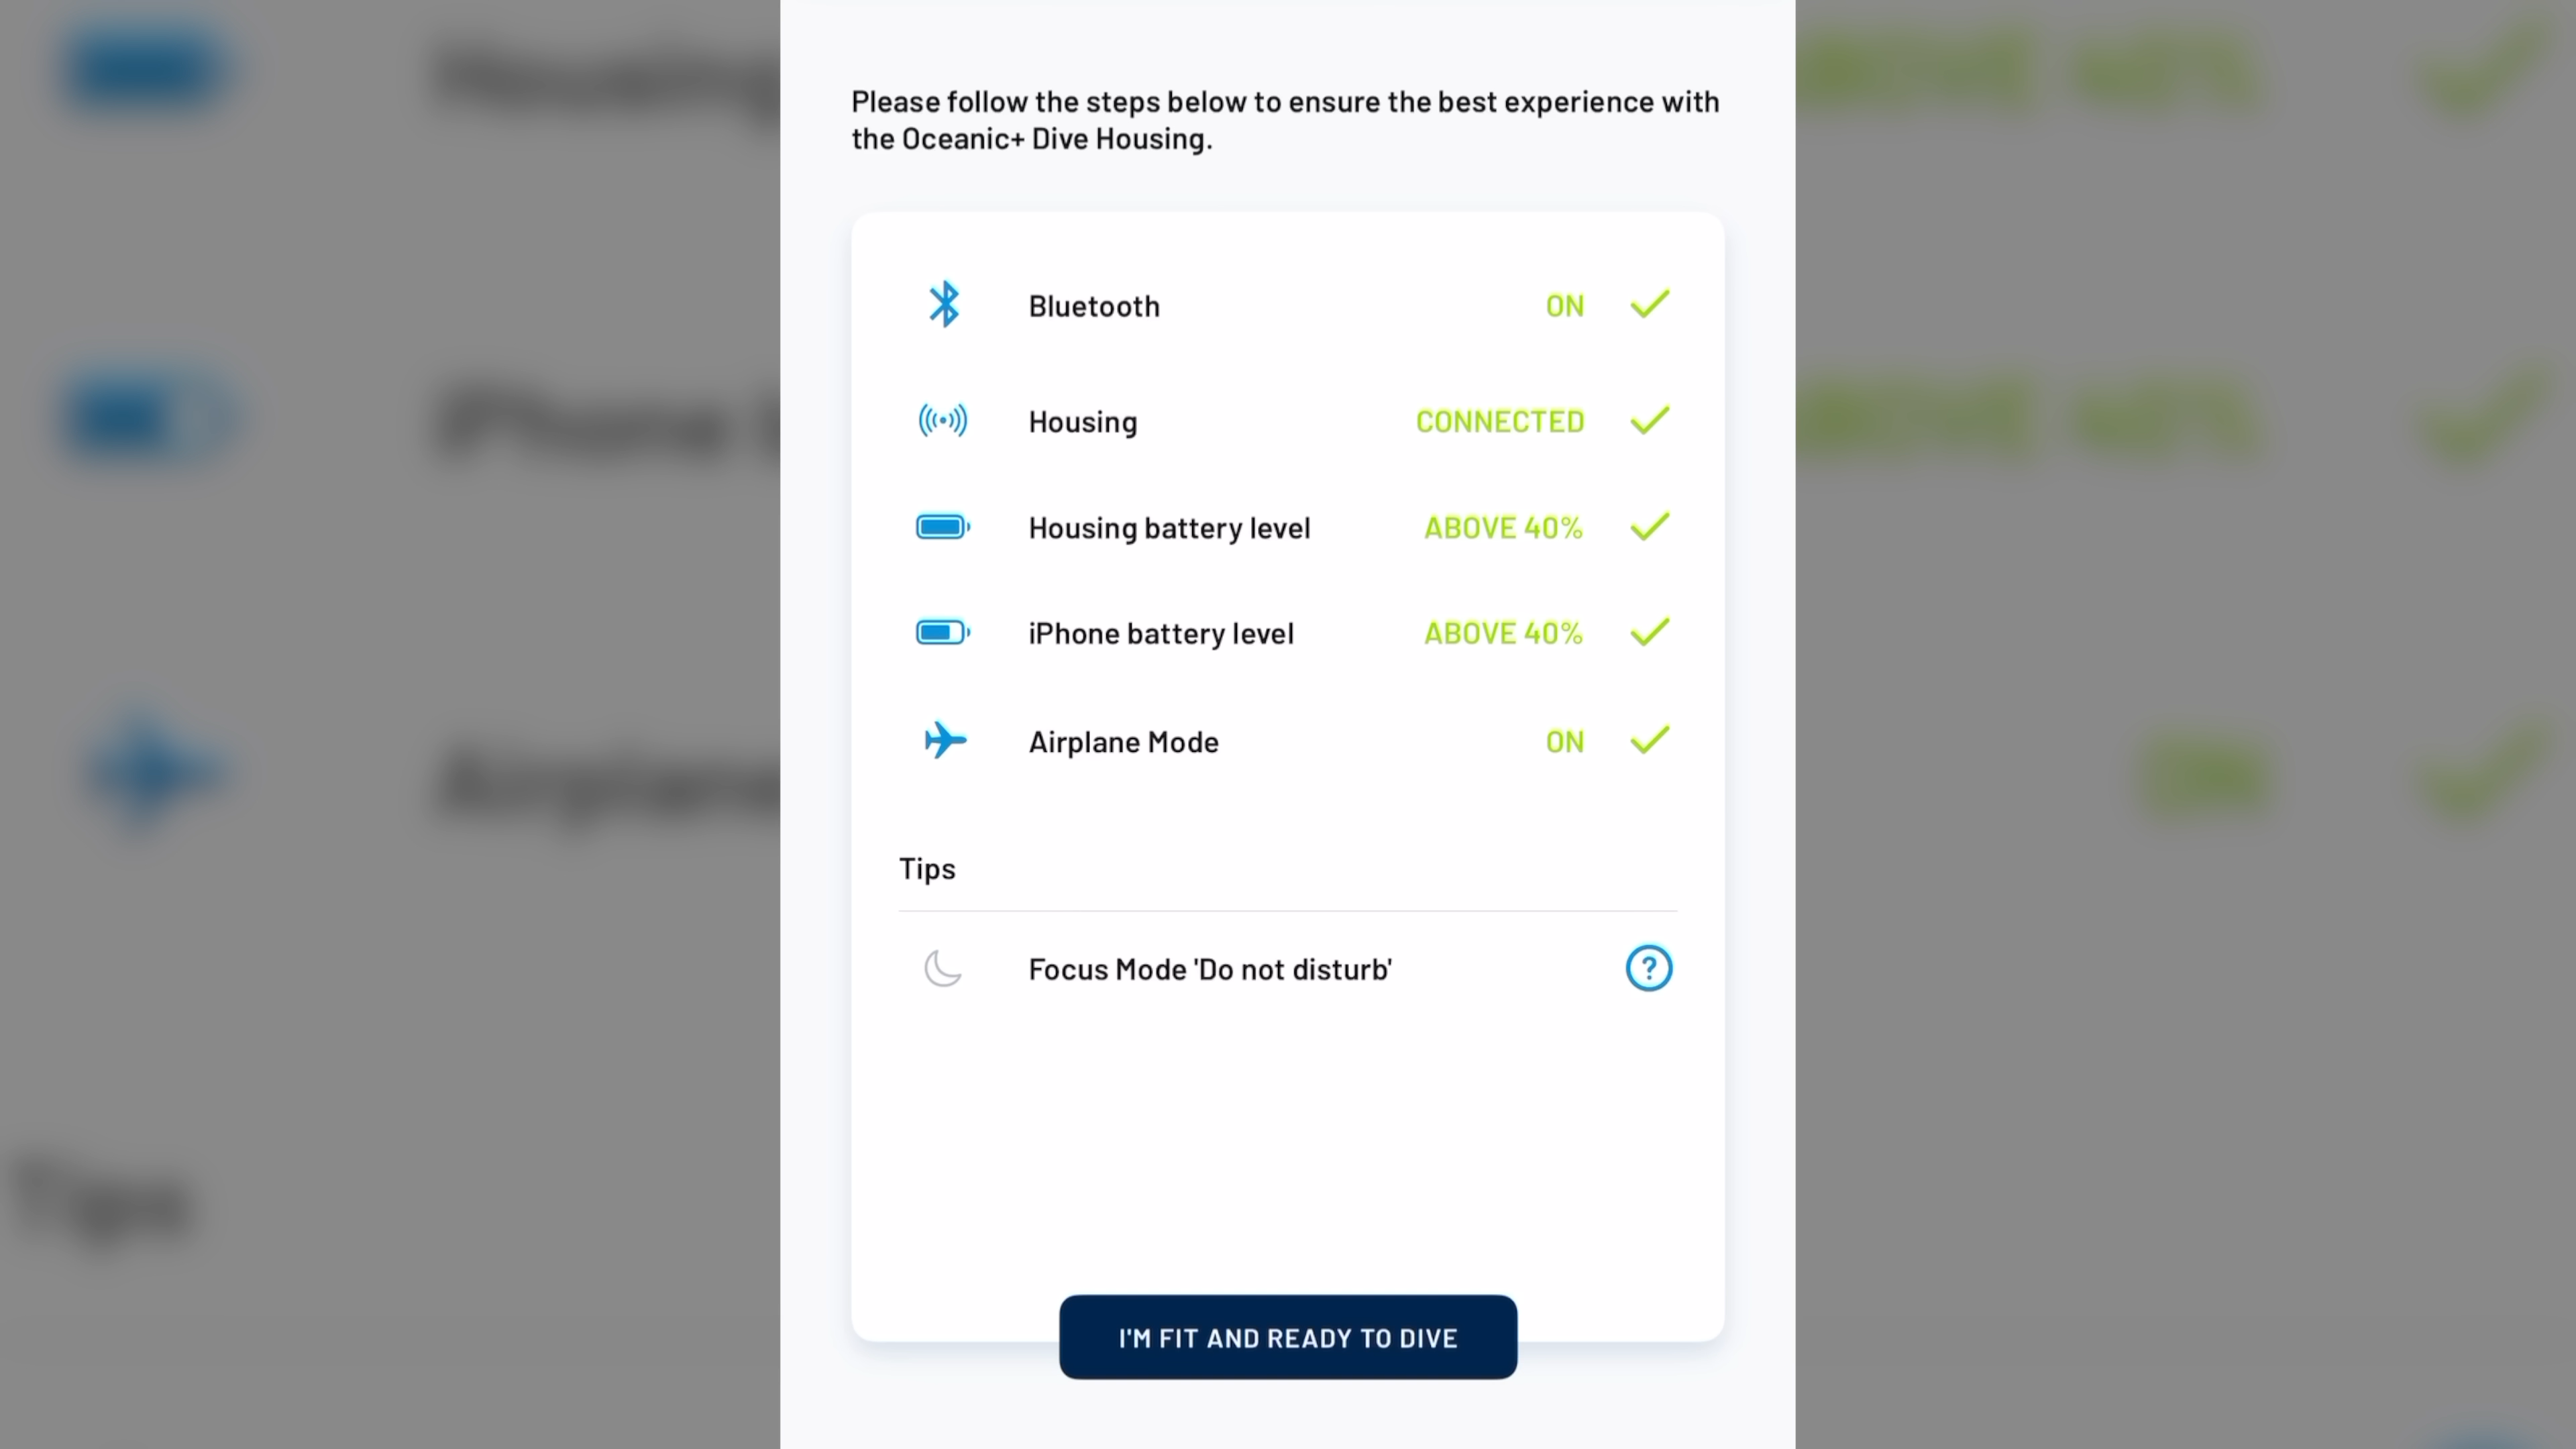 Please follow the steps below to ensure the best experience with
the Oceanic+ Dive Housing.
Bluetooth ON
Housing CONNECTED
Housing battery level ABOVE 40%
iPhone battery level ABOVE 40%
Airplane Mode ON
Tips
Focus Mode 'Do not disturb' ?
I'M FIT AND READY TO DIVE